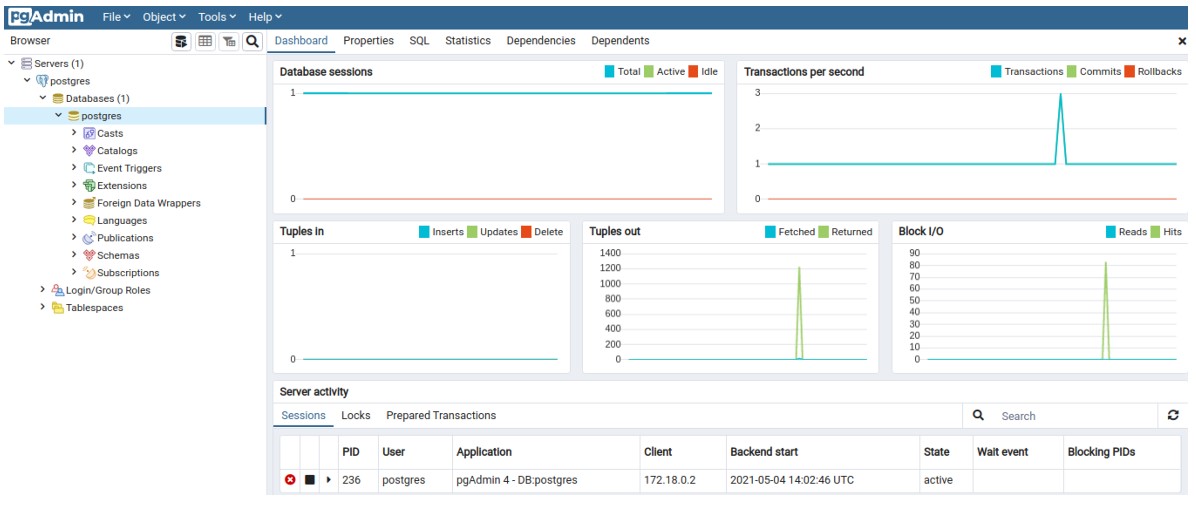 pgAdmin File Object Tools Help
Browser
Dashboard Properties SQL Statistics Dependencies Dependents
Servers (1)
postgres
Databases (1)
postgres
Casts
Catalogs
Event Triggers
Extensions
Foreign Data Wrappers
Languages
Publications
Schemas
Subscriptions
Login/Group Roles
Tablespaces
Database sessions
Total Active Idle
1
0
Transactions per second
Transactions Commits Rollbacks
3
2
1
0
Tuples in
Inserts Updates Delete
1
0
Tuples out
Fetched Returned
1400
1200
1000
800
600
400
200
0
Block I/O
Reads Hits
90
80
70
60
50
40
30
20
10
0
Server activity
Sessions Locks Prepared Transactions
Search
PID User Application Client Backend start State Wait event Blocking PIDs
236 postgres pgAdmin 4 - DB:postgres 172.18.0.2 2021-05-04 14:02:46 UTC active